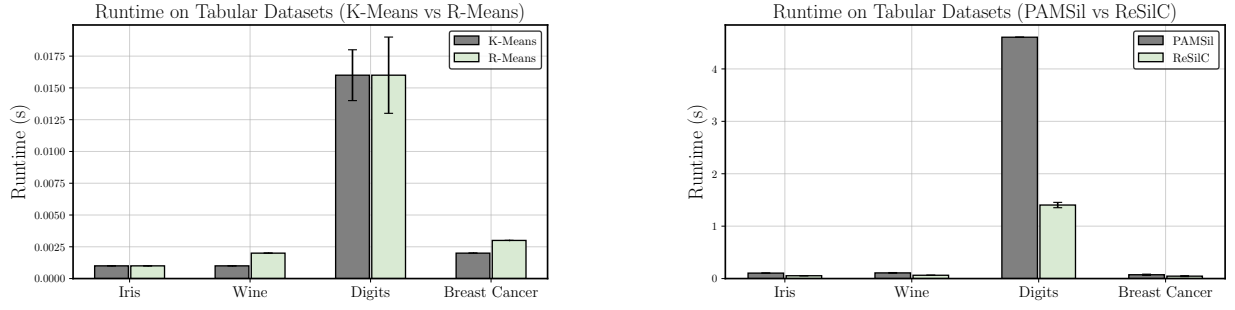 Runtime on Tabular Datasets (K-Means vs R-Means)
Runtime (s)
0.0175
0.0150
0.0125
0.0100
0.0075
0.0050
0.0025
0.0000
K-Means
R-Means
Iris Wine Digits Breast Cancer
Runtime on Tabular Datasets (PAMSil vs ReSilC)
Runtime (s)
4
3
2
1
0
PAMSil
ReSilC
Iris Wine Digits Breast Cancer